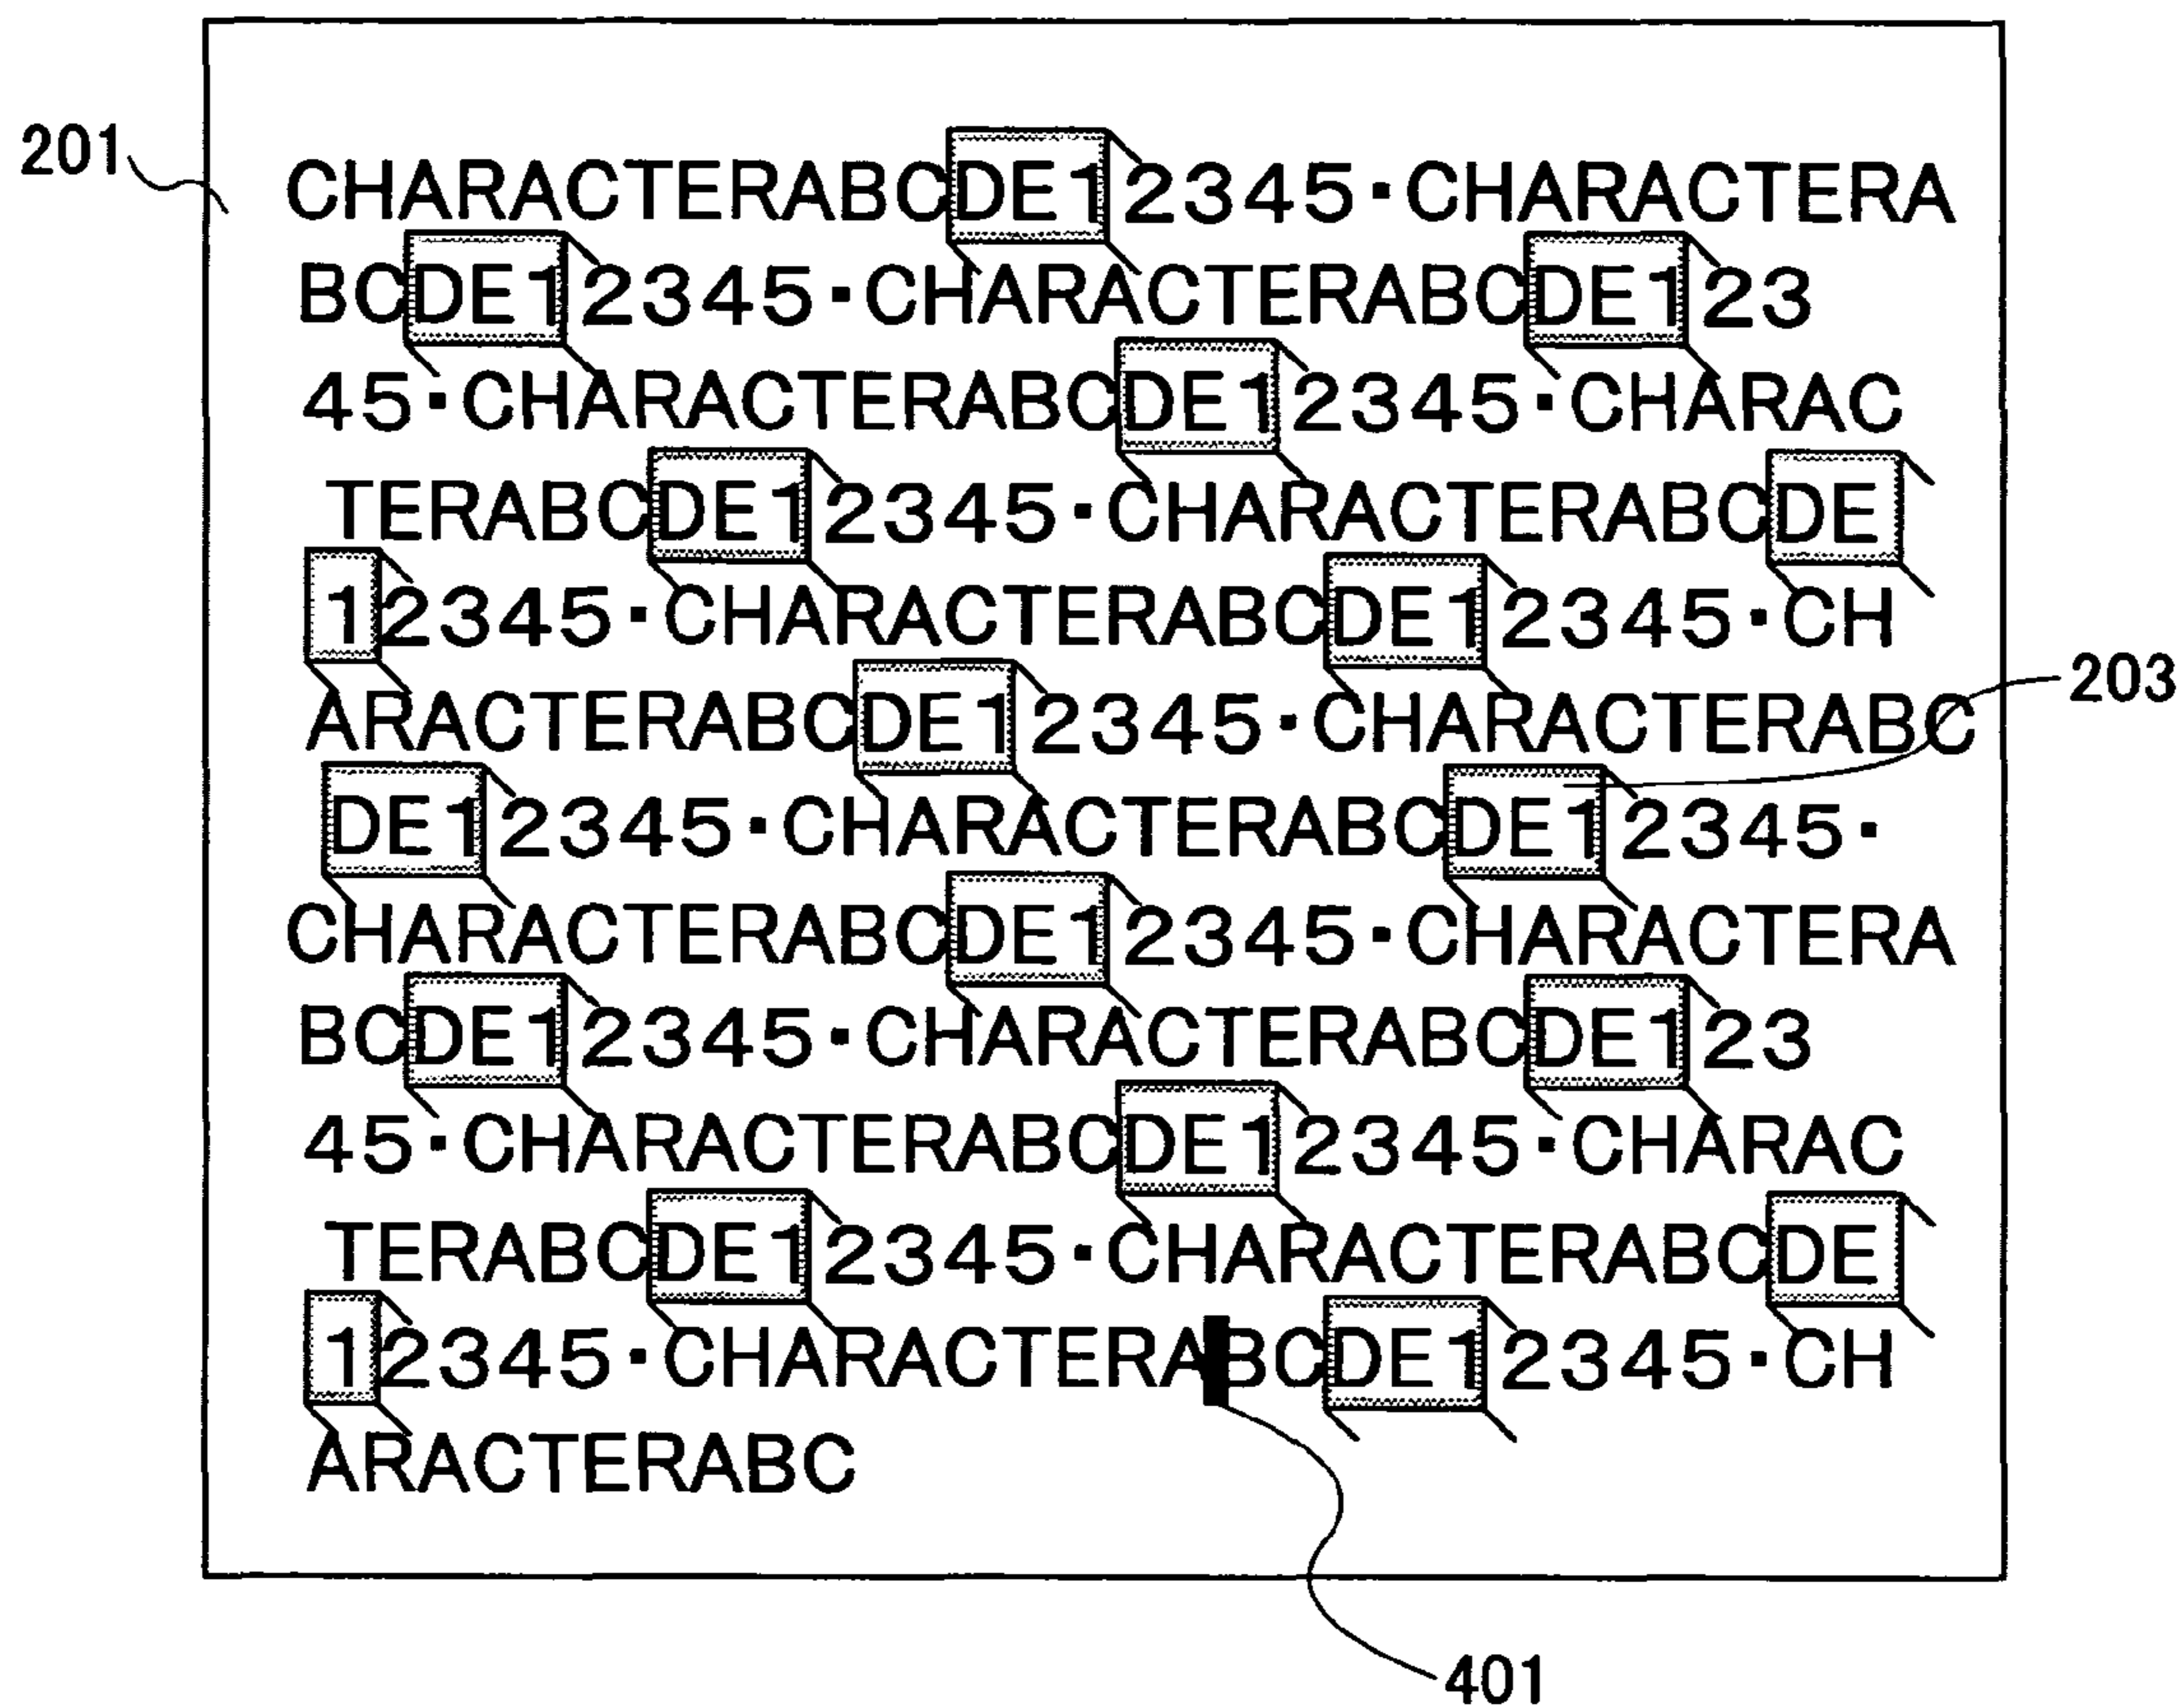 201
CHARACTERABCDE12345·CHARACTERA
BCDE12345·CHARACTERABCDE123
45·CHARACTERABCDE12345·CHARAC
TERABCDE12345·CHARACTERABCDE
12345·CHARACTERABCDE12345·CH
203
ARACTERABCDE12345·CHARACTERABC
DE12345·CHARACTERABCDE12345·
CHARACTERABCDE12345·CHARACTERA
BCDE12345·CHARACTERABCDE123
45·CHARACTERABCDE12345·CHARAC
TERABCDE12345·CHARACTERABCDE
12345·CHARACTERABCDE12345·CH
ARACTERABC
401